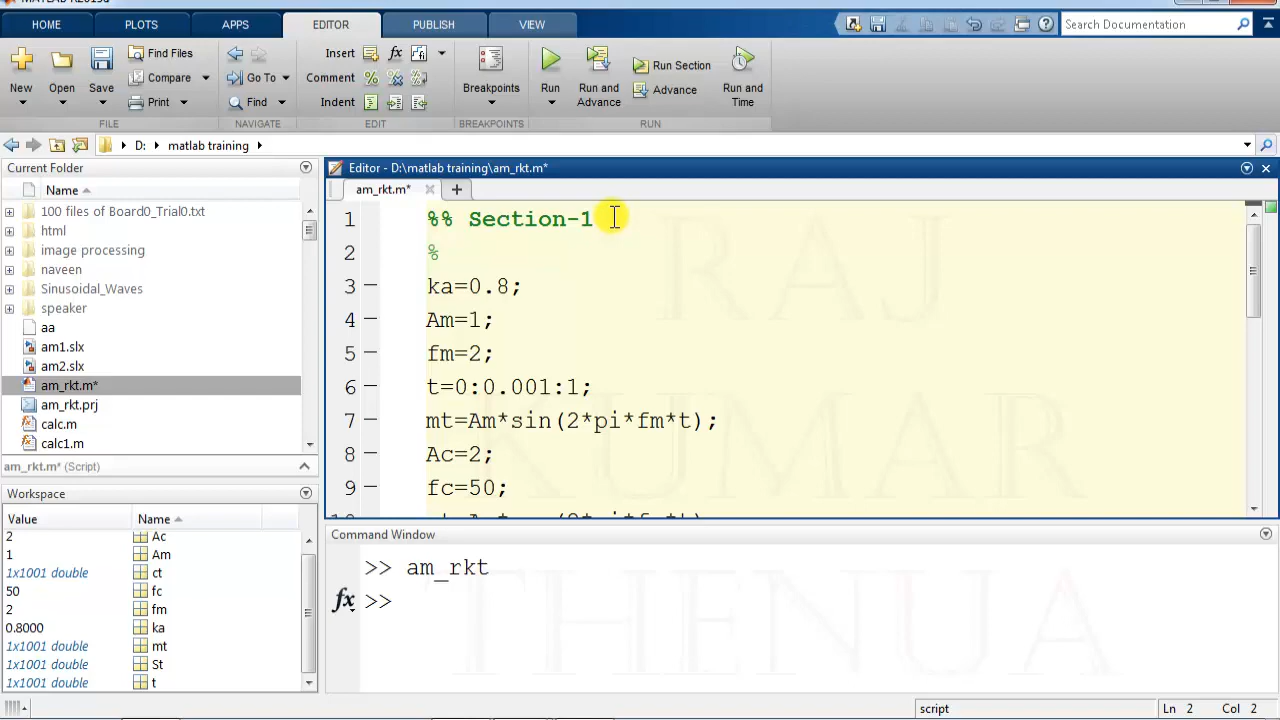 HOME PLOTS APPS EDITOR PUBLISH VIEW Search Documentation
New Open Save Find Files Compare Print
Insert Comment Indent
Go To Find
Breakpoints
Run Run and Advance Run Section Advance Run and Time
FILE NAVIGATE EDIT BREAKPOINTS RUN
D: matlab training
Current Folder
Name
100 files of Board0_Trial0.txt
html
image processing
naveen
Sinusoidal_Waves
speaker
aa
am1.slx
am2.slx
am_rkt.m*
am_rkt.prj
calc.m
calc1.m
am_rkt.m* (Script)
Workspace
Value Name
2 Ac
1 Am
1x1001 double ct
50 fc
2 fm
0.8000 ka
1x1001 double mt
1x1001 double St
1x1001 double t
Editor - D:\matlab training\am_rkt.m*
am_rkt.m*
1 %% Section-1
2 %
3 ka=0.8;
4 Am=1;
5 fm=2;
6 t=0:0.001:1;
7 mt=Am*sin(2*pi*fm*t);
8 Ac=2;
9 fc=50;
Command Window
>> am_rkt
fx >>
RAJ
KUMAR
THENUA
script Ln 2 Col 2